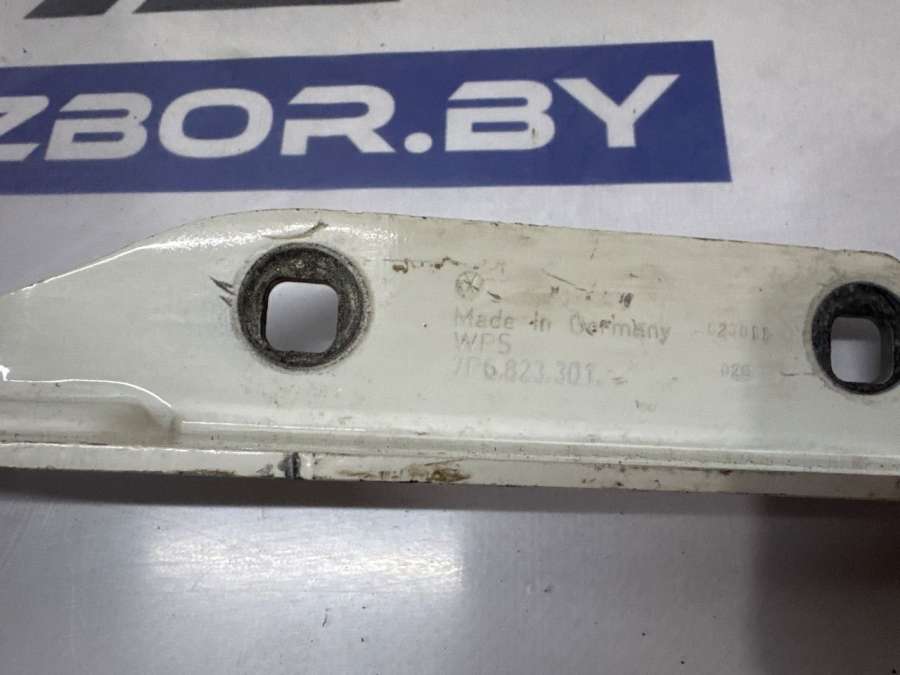 ZBOR.BY
Made in Germany
WPS
7P6.823.301